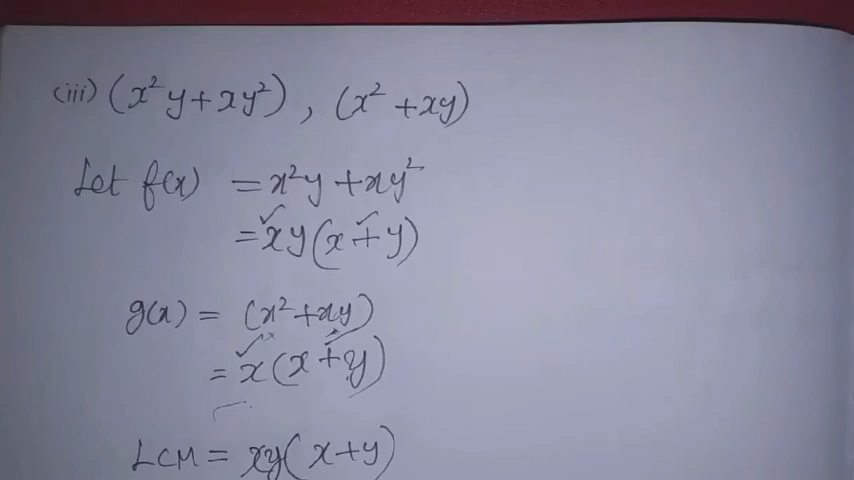 (iii) (x²y+xy²), (x²+xy)
Let f(x) = x²y+xy²
= xy(x+y)
g(x) = (x²+xy)
= x(x+y)
LCM = xy(x+y)